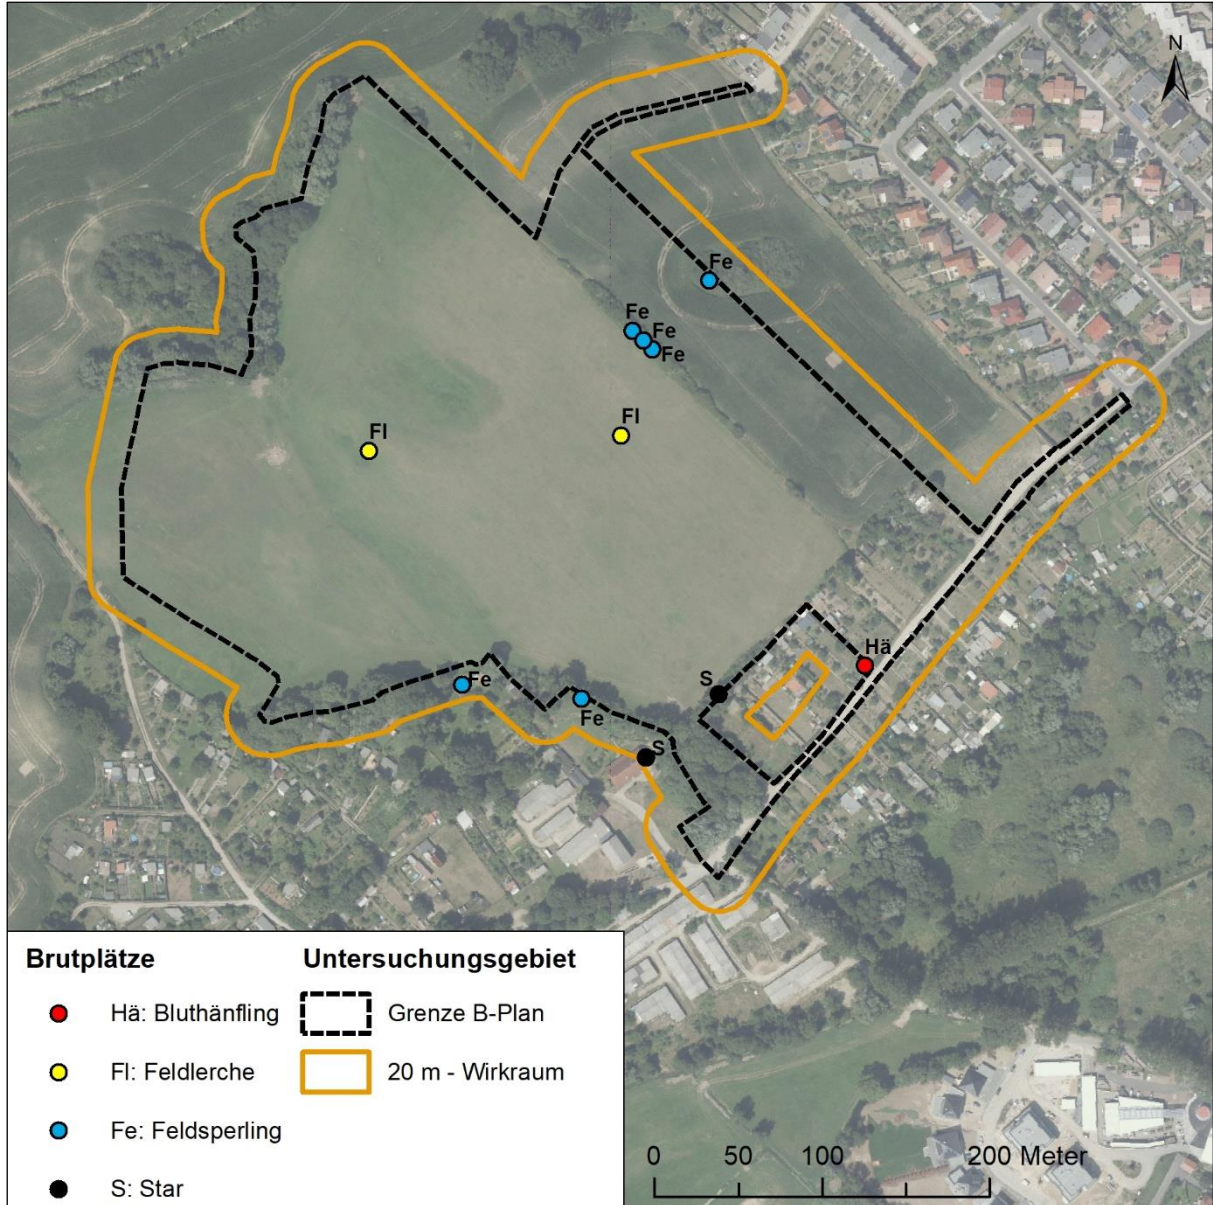 N
Fe
Fe
Fe
Fe
Fl
Fl
Hä
S
Fe
Fe
S
Brutplätze Untersuchungsgebiet
Hä: Bluthänfling Grenze B-Plan
Fl: Feldlerche 20 m - Wirkraum
Fe: Feldsperling
S: Star
0 50 100 200 Meter